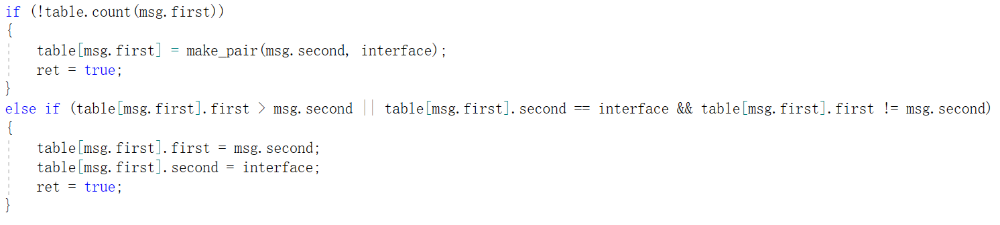 if (!table.count(msg.first))
{
    table[msg.first] = make_pair(msg.second, interface);
    ret = true;
}
else if (table[msg.first].first > msg.second || table[msg.first].second == interface && table[msg.first].first != msg.second)
{
    table[msg.first].first = msg.second;
    table[msg.first].second = interface;
    ret = true;
}